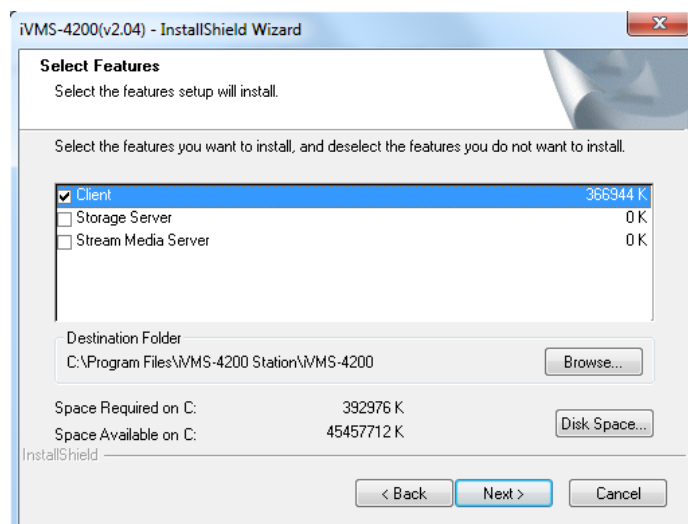 iVMS-4200(v2.04) - InstallShield Wizard
Select Features
Select the features setup will install.
Select the features you want to install, and deselect the features you do not want to install.
Client 366944 K
Storage Server 0 K
Stream Media Server 0 K
Destination Folder
C:\Program Files\iVMS-4200 Station\iVMS-4200
Browse...
Space Required on C: 392976 K
Space Available on C: 45457712 K
Disk Space...
InstallShield
< Back Next > Cancel